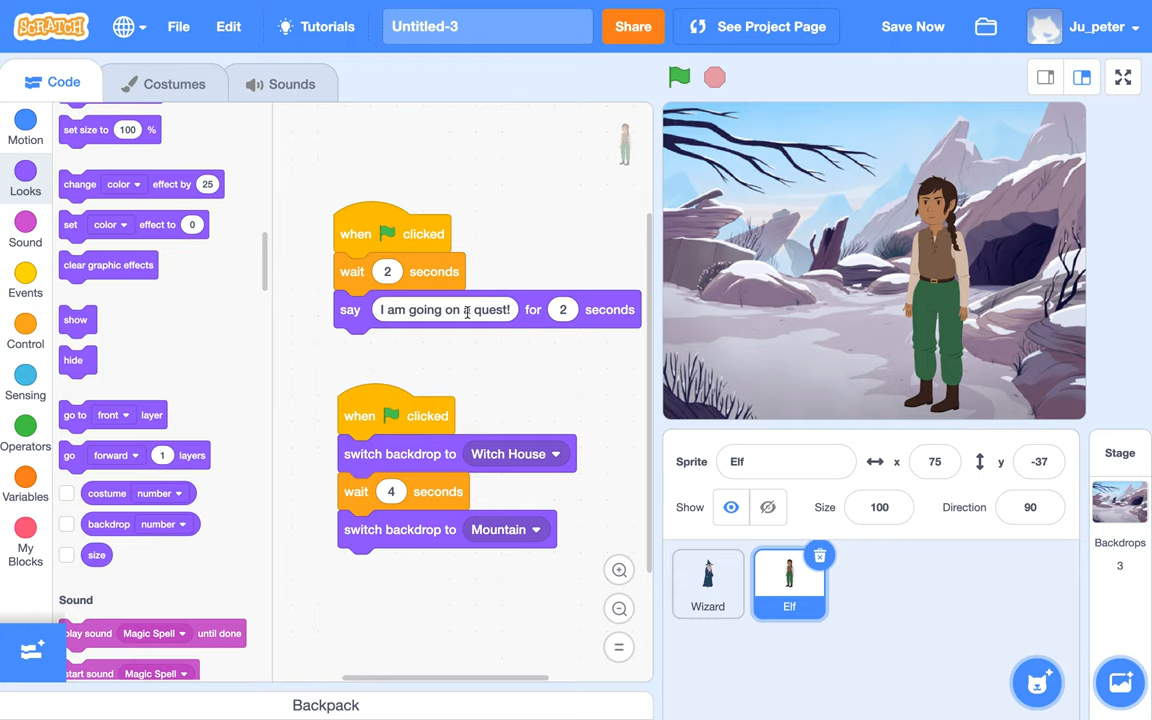 SCRATCH File Edit Tutorials Untitled-3 Share See Project Page Save Now Ju_peter
Code Costumes Sounds
Motion
Looks
Sound
Events
Control
Sensing
Operators
Variables
My
Blocks
set size to 100 %
change color effect by 25
set color effect to 0
clear graphic effects
show
hide
go to front layer
go forward 1 layers
costume number
backdrop number
size
Sound
play sound Magic Spell until done
start sound Magic Spell
when clicked
wait 2 seconds
say I am going on a quest! for 2 seconds
when clicked
switch backdrop to Witch House
wait 4 seconds
switch backdrop to Mountain
Sprite Elf x 75 y -37
Show Size 100 Direction 90
Wizard
Elf
Stage
Backdrops
3
Backpack